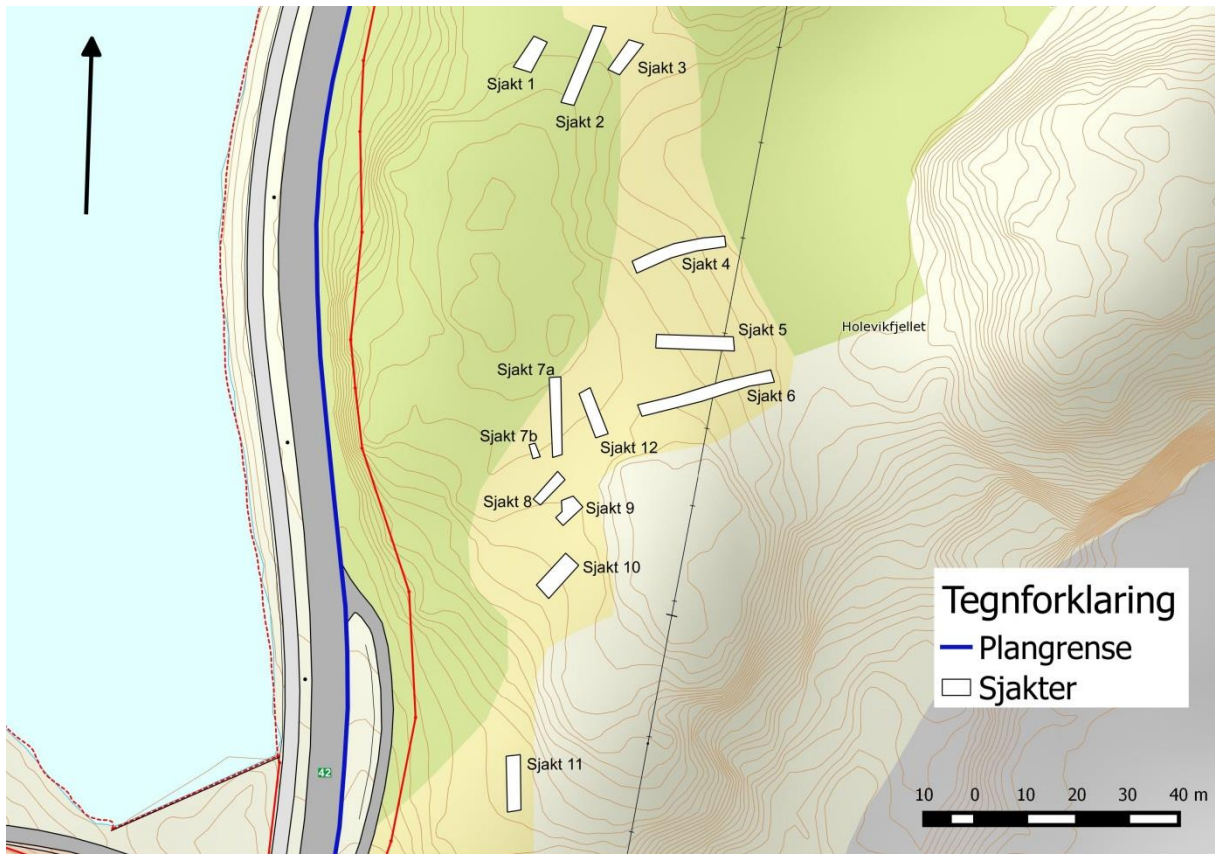 Sjakt 1
Sjakt 2
Sjakt 3
Sjakt 4
Sjakt 5
Holevikfjellet
Sjakt 7a
Sjakt 6
Sjakt 7b
Sjakt 12
Sjakt 8
Sjakt 9
Sjakt 10
Sjakt 11
42
Tegnforklaring
Plangrense
Sjakter
10 0 10 20 30 40 m